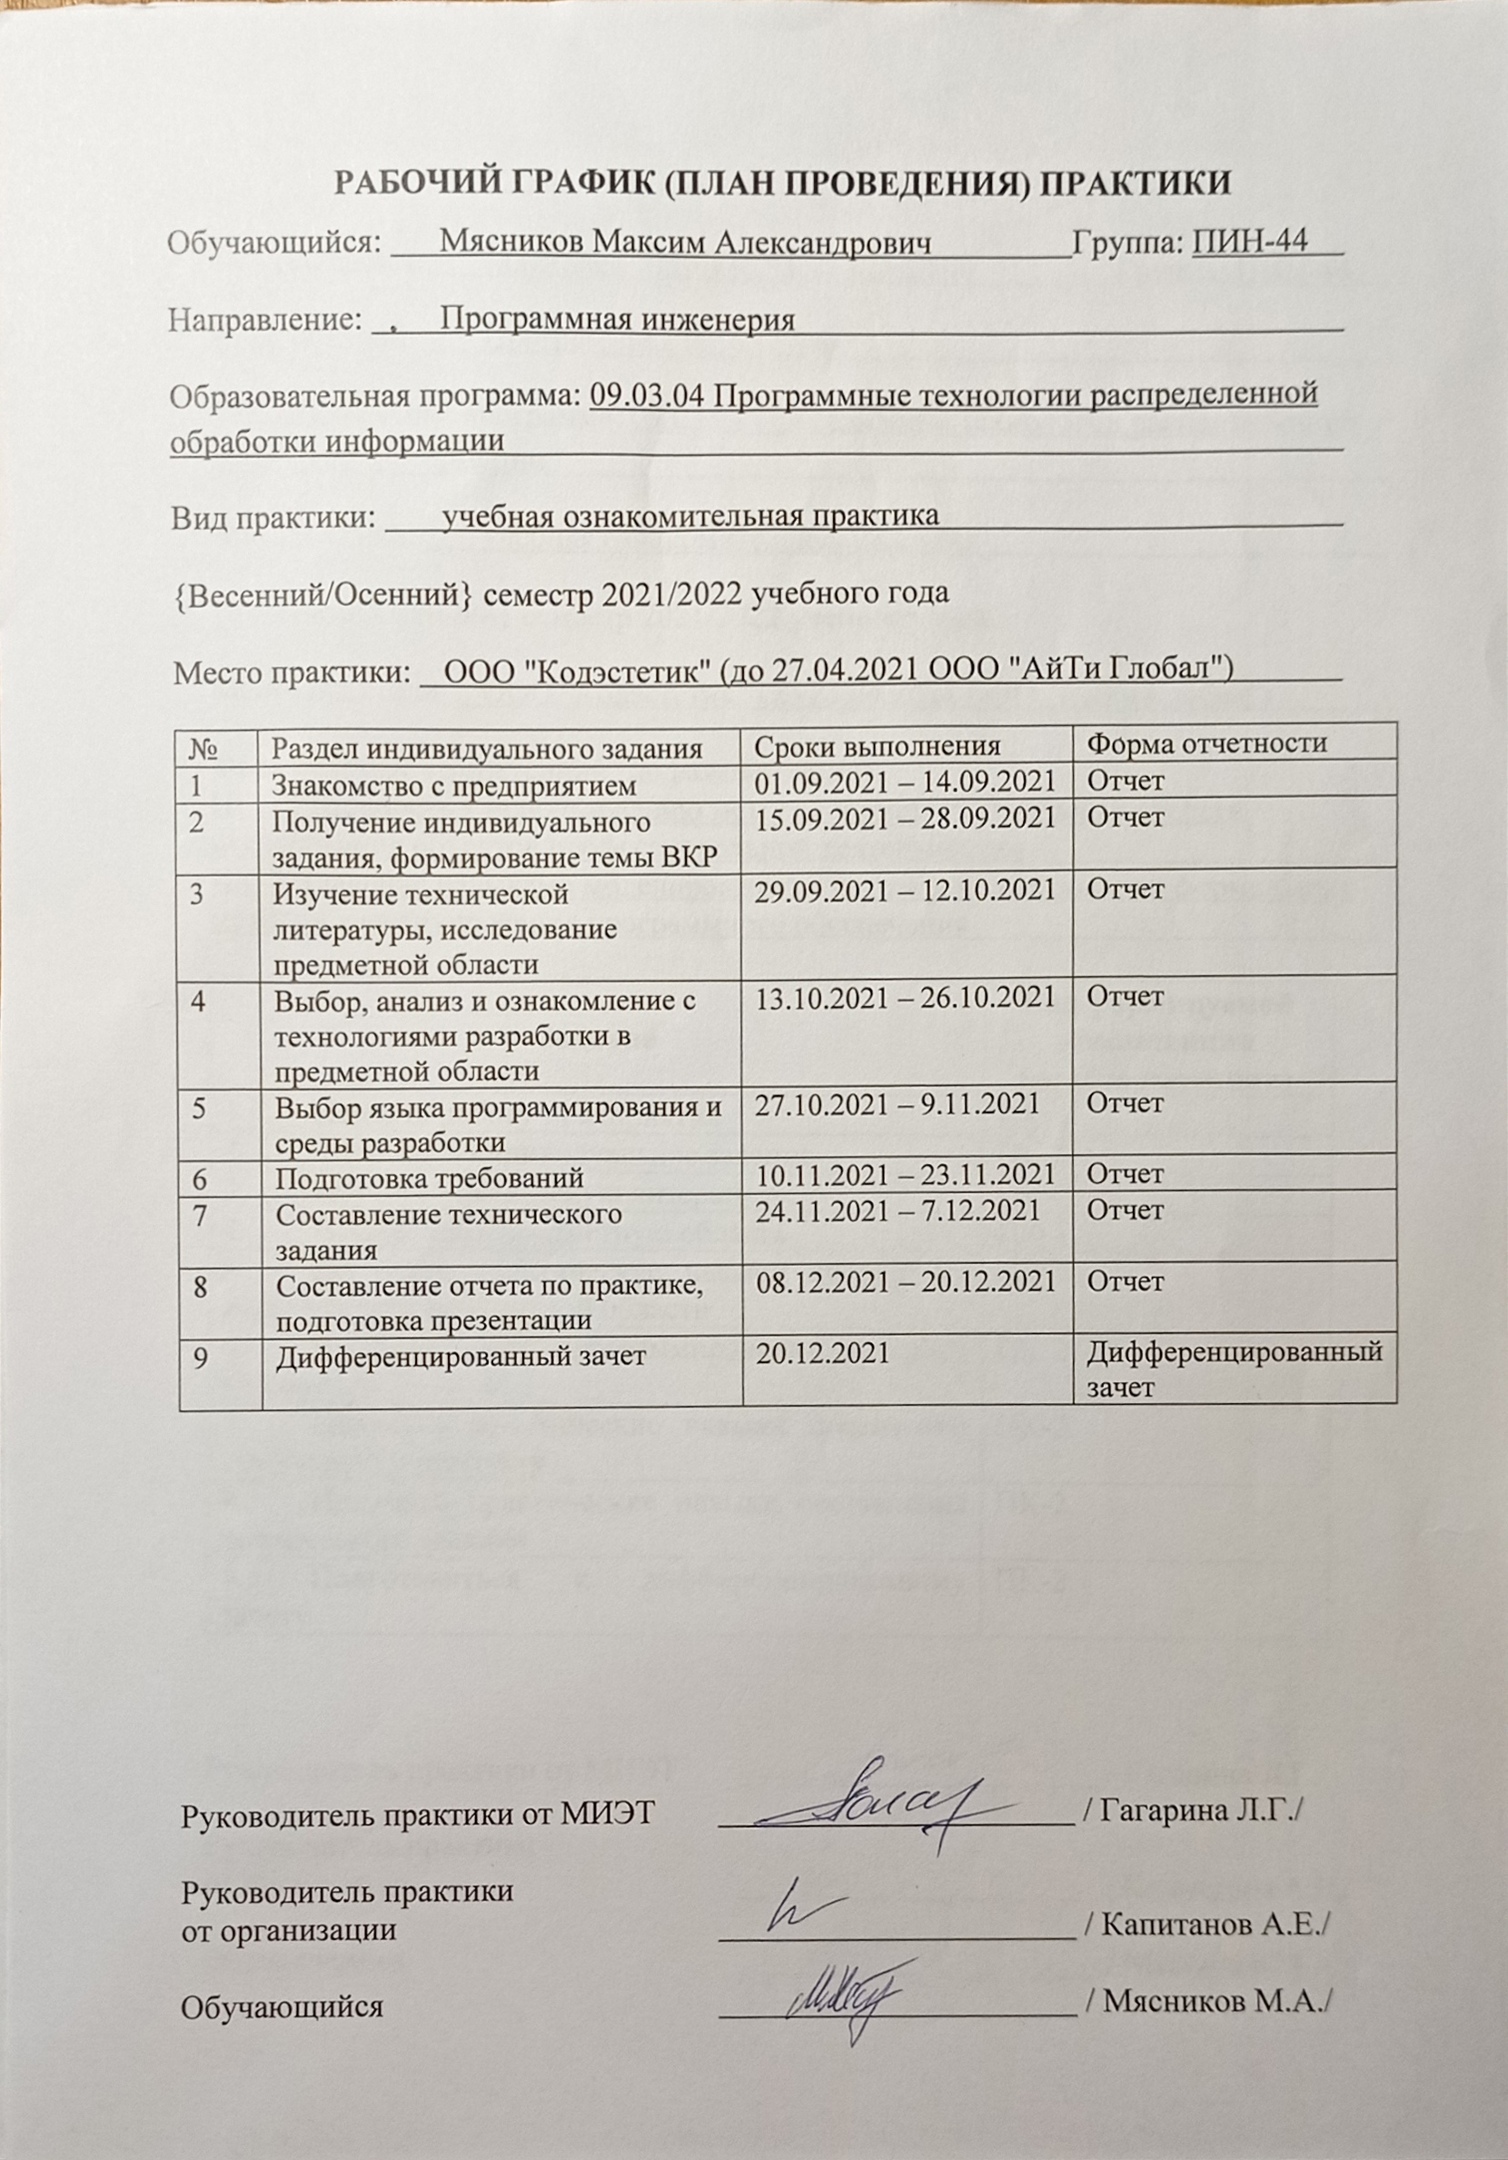 РАБОЧИЙ ГРАФИК (ПЛАН ПРОВЕДЕНИЯ) ПРАКТИКИ
Обучающийся: Мясников Максим Александрович Группа: ПИН-44
Направление: Программная инженерия
Образовательная программа: 09.03.04 Программные технологии распределенной
обработки информации
Вид практики: учебная ознакомительная практика
{Весенний/Осенний} семестр 2021/2022 учебного года
Место практики: ООО "Кодэстетик" (до 27.04.2021 ООО "АйТи Глобал")
№ Раздел индивидуального задания Сроки выполнения Форма отчетности
1 Знакомство с предприятием 01.09.2021 – 14.09.2021 Отчет
2 Получение индивидуального 15.09.2021 – 28.09.2021 Отчет
задания, формирование темы ВКР
3 Изучение технической 29.09.2021 – 12.10.2021 Отчет
литературы, исследование
предметной области
4 Выбор, анализ и ознакомление с 13.10.2021 – 26.10.2021 Отчет
технологиями разработки в
предметной области
5 Выбор языка программирования и 27.10.2021 – 9.11.2021 Отчет
среды разработки
6 Подготовка требований 10.11.2021 – 23.11.2021 Отчет
7 Составление технического 24.11.2021 – 7.12.2021 Отчет
задания
8 Составление отчета по практике, 08.12.2021 – 20.12.2021 Отчет
подготовка презентации
9 Дифференцированный зачет 20.12.2021 Дифференцированный
зачет
Руководитель практики от МИЭТ / Гагарина Л.Г./
Руководитель практики
от организации / Капитанов А.Е./
Обучающийся / Мясников М.А./